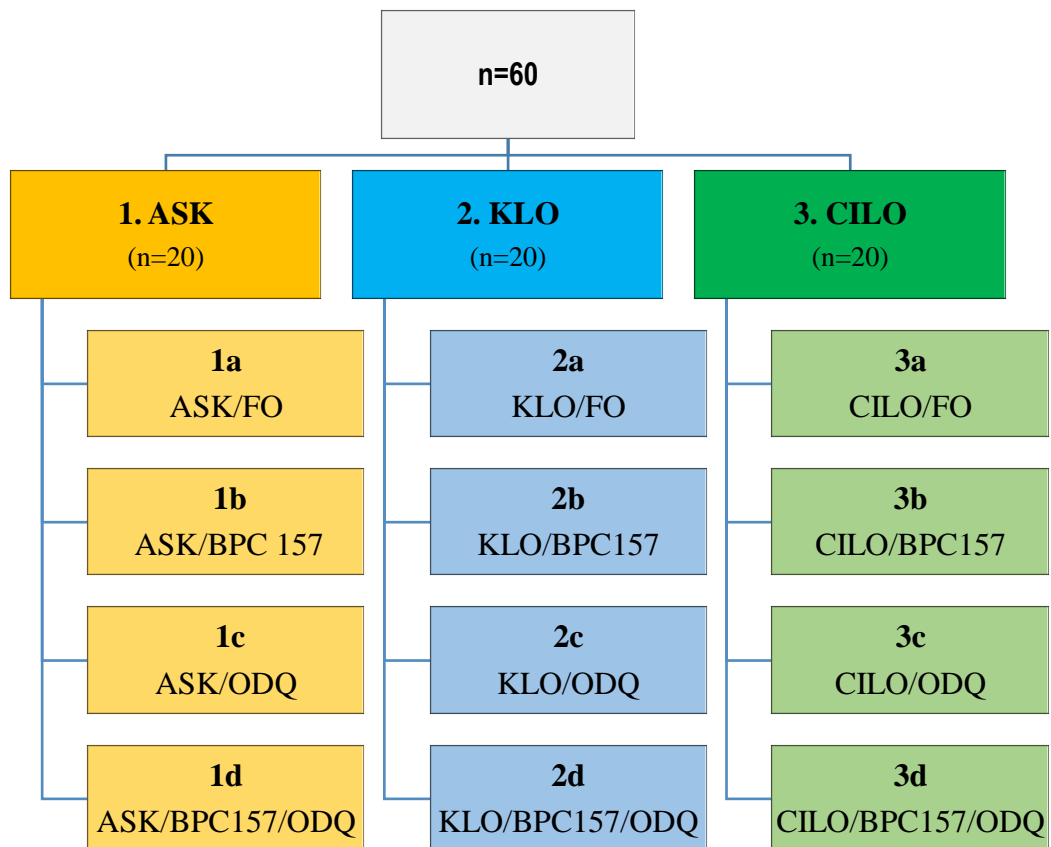 n=60
1. ASK
(n=20)
1a
ASK/FO
1b
ASK/BPC 157
1c
ASK/ODQ
1d
ASK/BPC157/ODQ
2. KLO
(n=20)
2a
KLO/FO
2b
KLO/BPC157
2c
KLO/ODQ
2d
KLO/BPC157/ODQ
3. CILO
(n=20)
3a
CILO/FO
3b
CILO/BPC157
3c
CILO/ODQ
3d
CILO/BPC157/ODQ